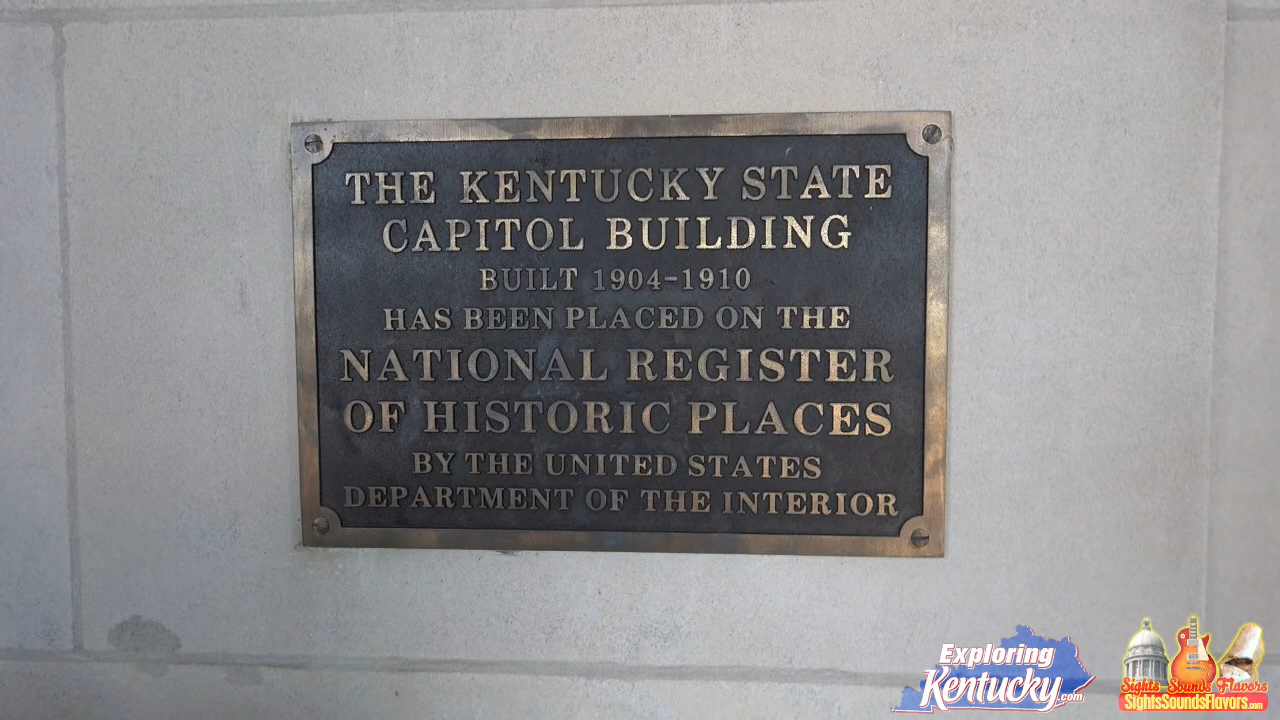 THE KENTUCKY STATE
CAPITOL BUILDING
BUILT 1904-1910
HAS BEEN PLACED ON THE
NATIONAL REGISTER
OF HISTORIC PLACES
BY THE UNITED STATES
DEPARTMENT OF THE INTERIOR
Exploring
Kentucky.com
Sights Sounds Flavors
SightsSoundsFlavors.com